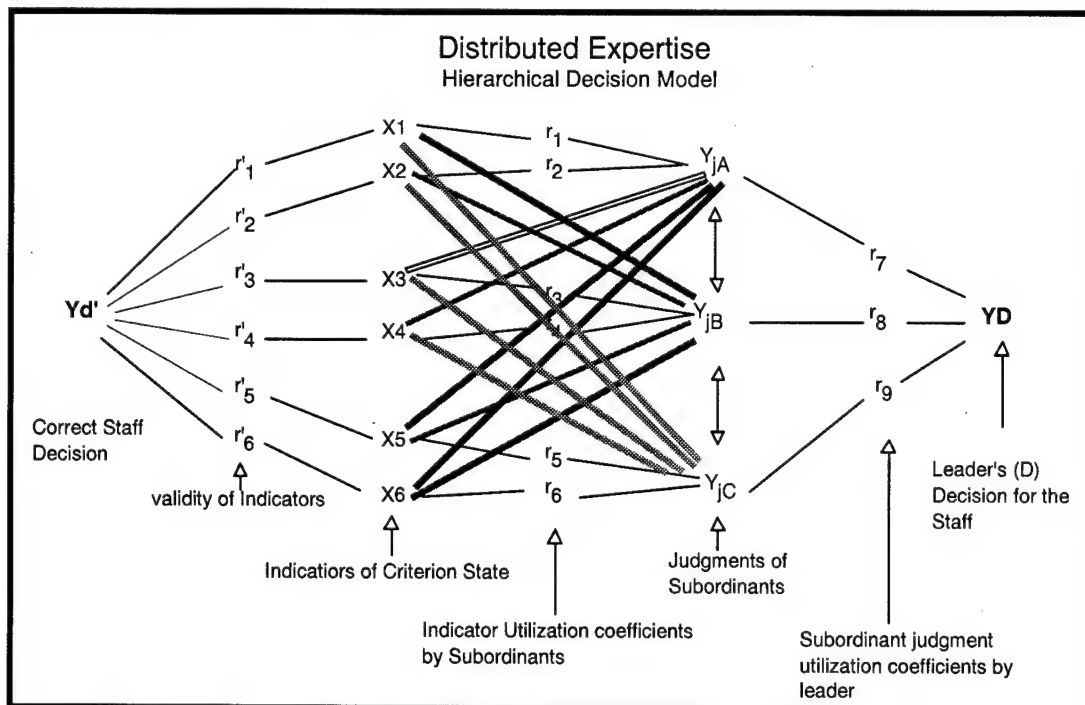 Distributed Expertise
Hierarchical Decision Model
X1
r1
r'1
X2
r2
YjA
r'2
r7
r'3
X3
r3
Yd'
YjB
r8
YD
r'4
X4
r'5
r9
Correct Staff
Decision
r'6
X5
r5
validity of Indicators
X6
r6
YjC
Leader's (D)
Decision for the
Staff
Indicatiors of Criterion State
Judgments of
Subordinants
Indicator Utilization coefficients
by Subordinants
Subordinant judgment
utilization coefficients by
leader